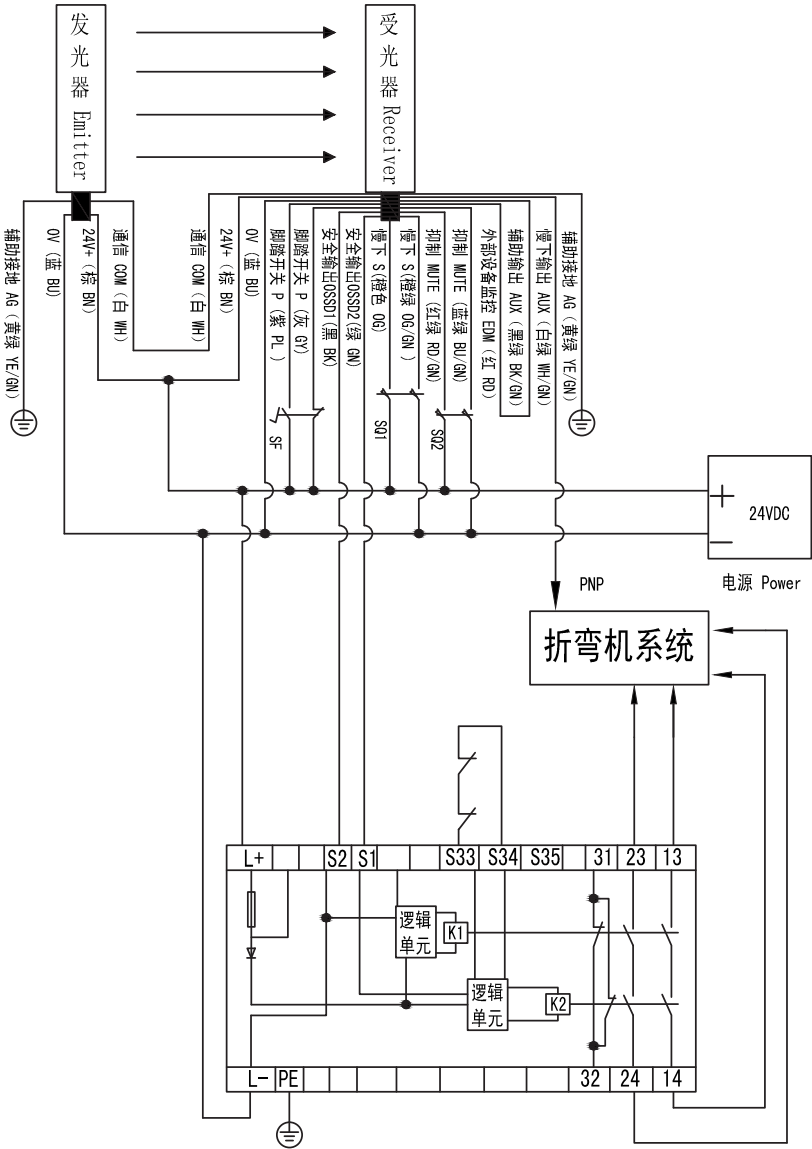 发光器 Emitter
受光器 Receiver
辅助接地 AG（黄绿 YE/GN）
0V（蓝 BU）
24V+（棕 BN）
通信 COM（白 WH）
通信 COM（白 WH）
24V+（棕 BN）
0V（蓝 BU）
脚踏开关 P（紫 PL ）
脚踏开关 P（灰 GY）
安全输出OSSD1(黑 BK)
安全输出OSSD2(绿 GN)
慢下 S(橙色 OG)
慢下 S(橙绿 OG/GN )
抑制 MUTE（红绿 RD/GN）
抑制 MUTE（蓝绿 BU/GN）
外部设备监控 EDM（红 RD）
辅助输出 AUX（黑绿 BK/GN）
慢下输出 AUX（白绿 WH/GN）
辅助接地 AG（黄绿 YE/GN）
SF
SQ1
SQ2
24VDC
电源 Power
PNP
折弯机系统
L+ S2 S1 S33 S34 S35 31 23 13
逻辑
单元
K1
逻辑
单元
K2
L- PE 32 24 14